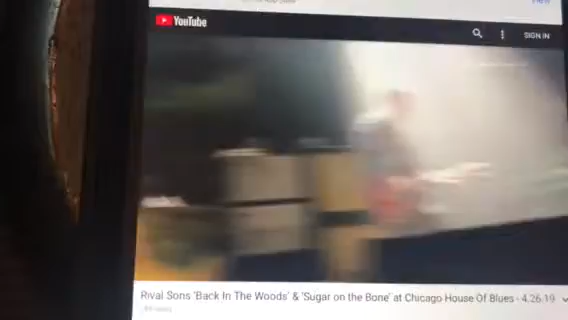 YouTube
SIGN IN
Rival Sons 'Back In The Woods' & 'Sugar on the Bone' at Chicago House Of Blues - 4.26.19